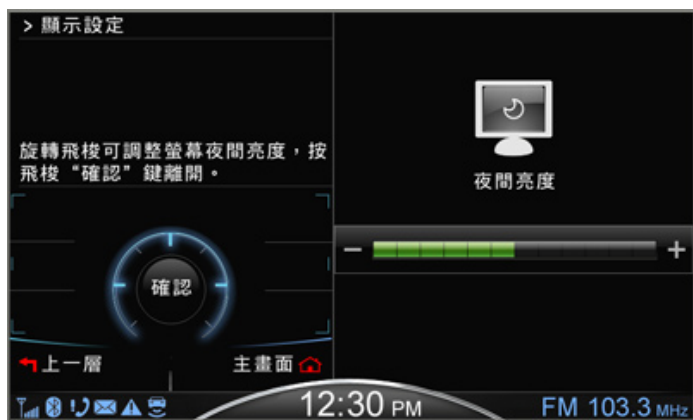 > 顯示設定
旋轉飛梭可調整螢幕夜間亮度，按
飛梭“確認”鍵離開。
夜間亮度
− +
確認
上一層 主畫面
12:30 PM FM 103.3 MHz